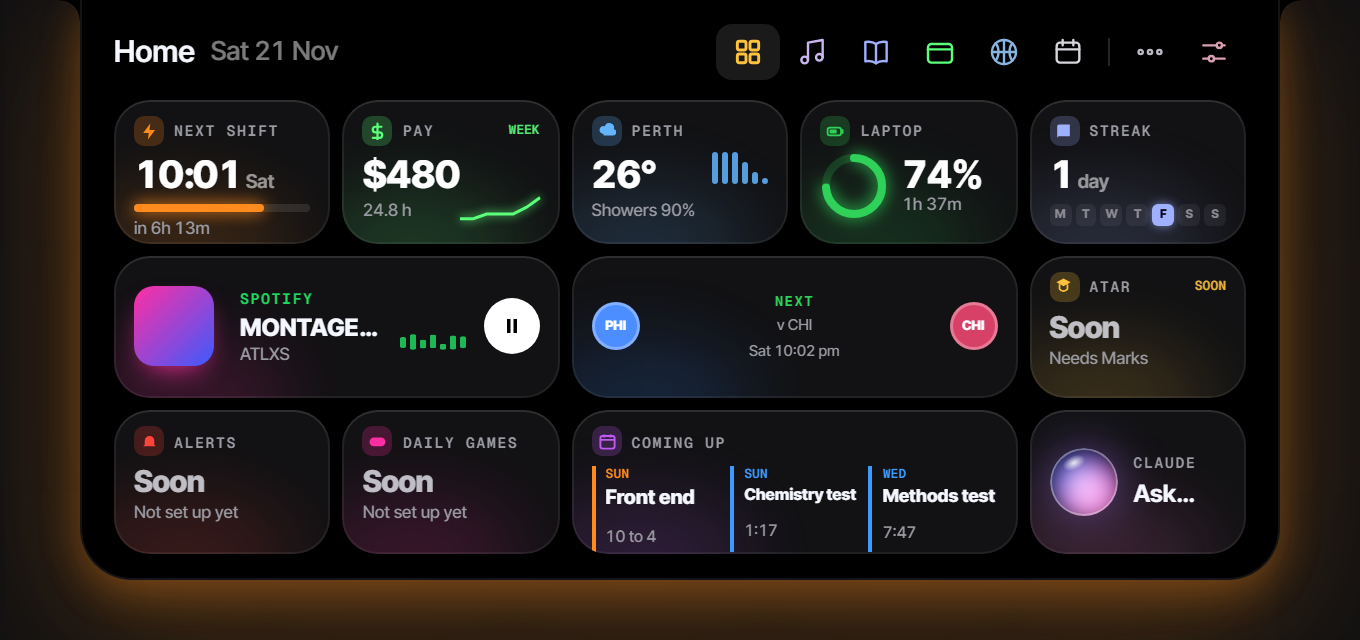 Home Sat 21 Nov
NEXT SHIFT
10:01 Sat
in 6h 13m
PAY WEEK
$480
24.8 h
PERTH
26°
Showers 90%
LAPTOP
74%
1h 37m
STREAK
1 day
M T W T F S S
SPOTIFY
MONTAGE...
ATLXS
PHI
NEXT
v CHI
Sat 10:02 pm
CHI
ATAR SOON
Soon
Needs Marks
ALERTS
Soon
Not set up yet
DAILY GAMES
Soon
Not set up yet
COMING UP
SUN
Front end
10 to 4
SUN
Chemistry test
1:17
WED
Methods test
7:47
CLAUDE
Ask...